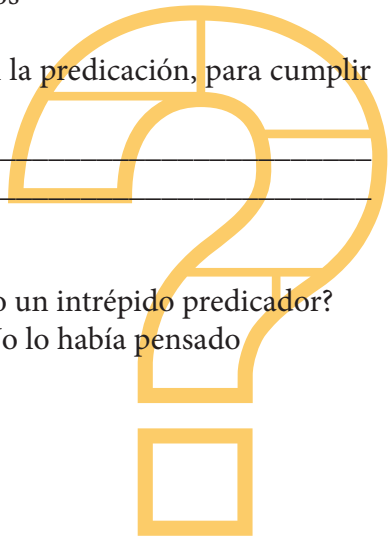 la predicación, para cumplir
o un intrépido predicador?
lo había pensado